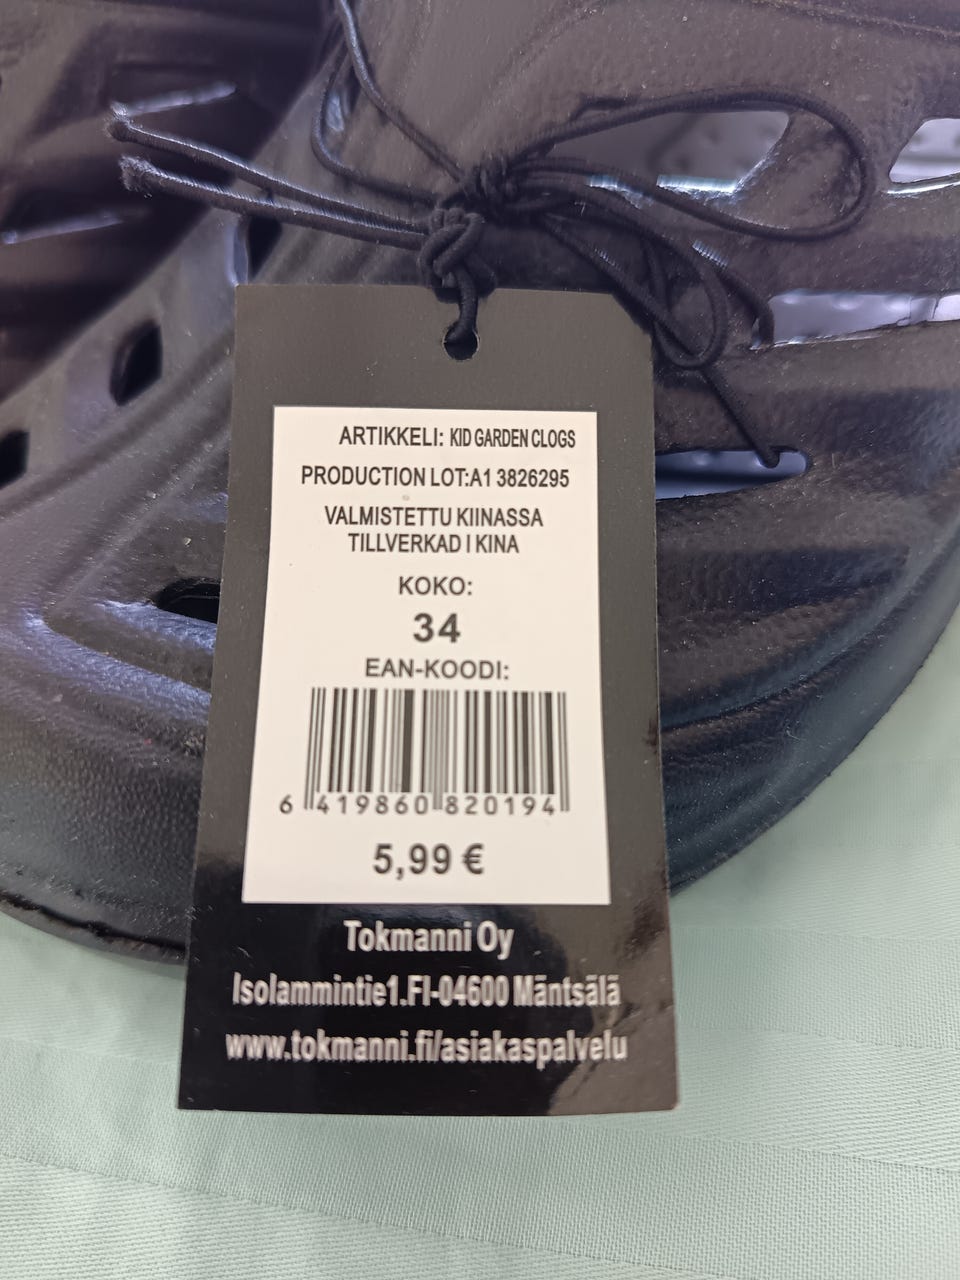 ARTIKKELI: KID GARDEN CLOGS
PRODUCTION LOT:A1 3826295
VALMISTETTU KIINASSA
TILLVERKAD I KINA
KOKO:
34
EAN-KOODI:
6 419860 820194
5,99 €
Tokmanni Oy
Isolammintie1.FI-04600 Mäntsälä
www.tokmanni.fi/asiakaspalvelu